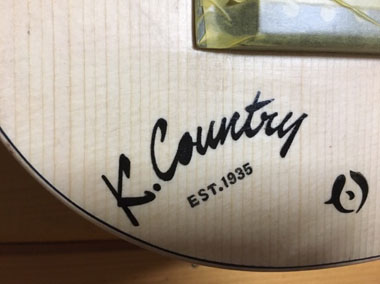 K. Country
EST. 1935